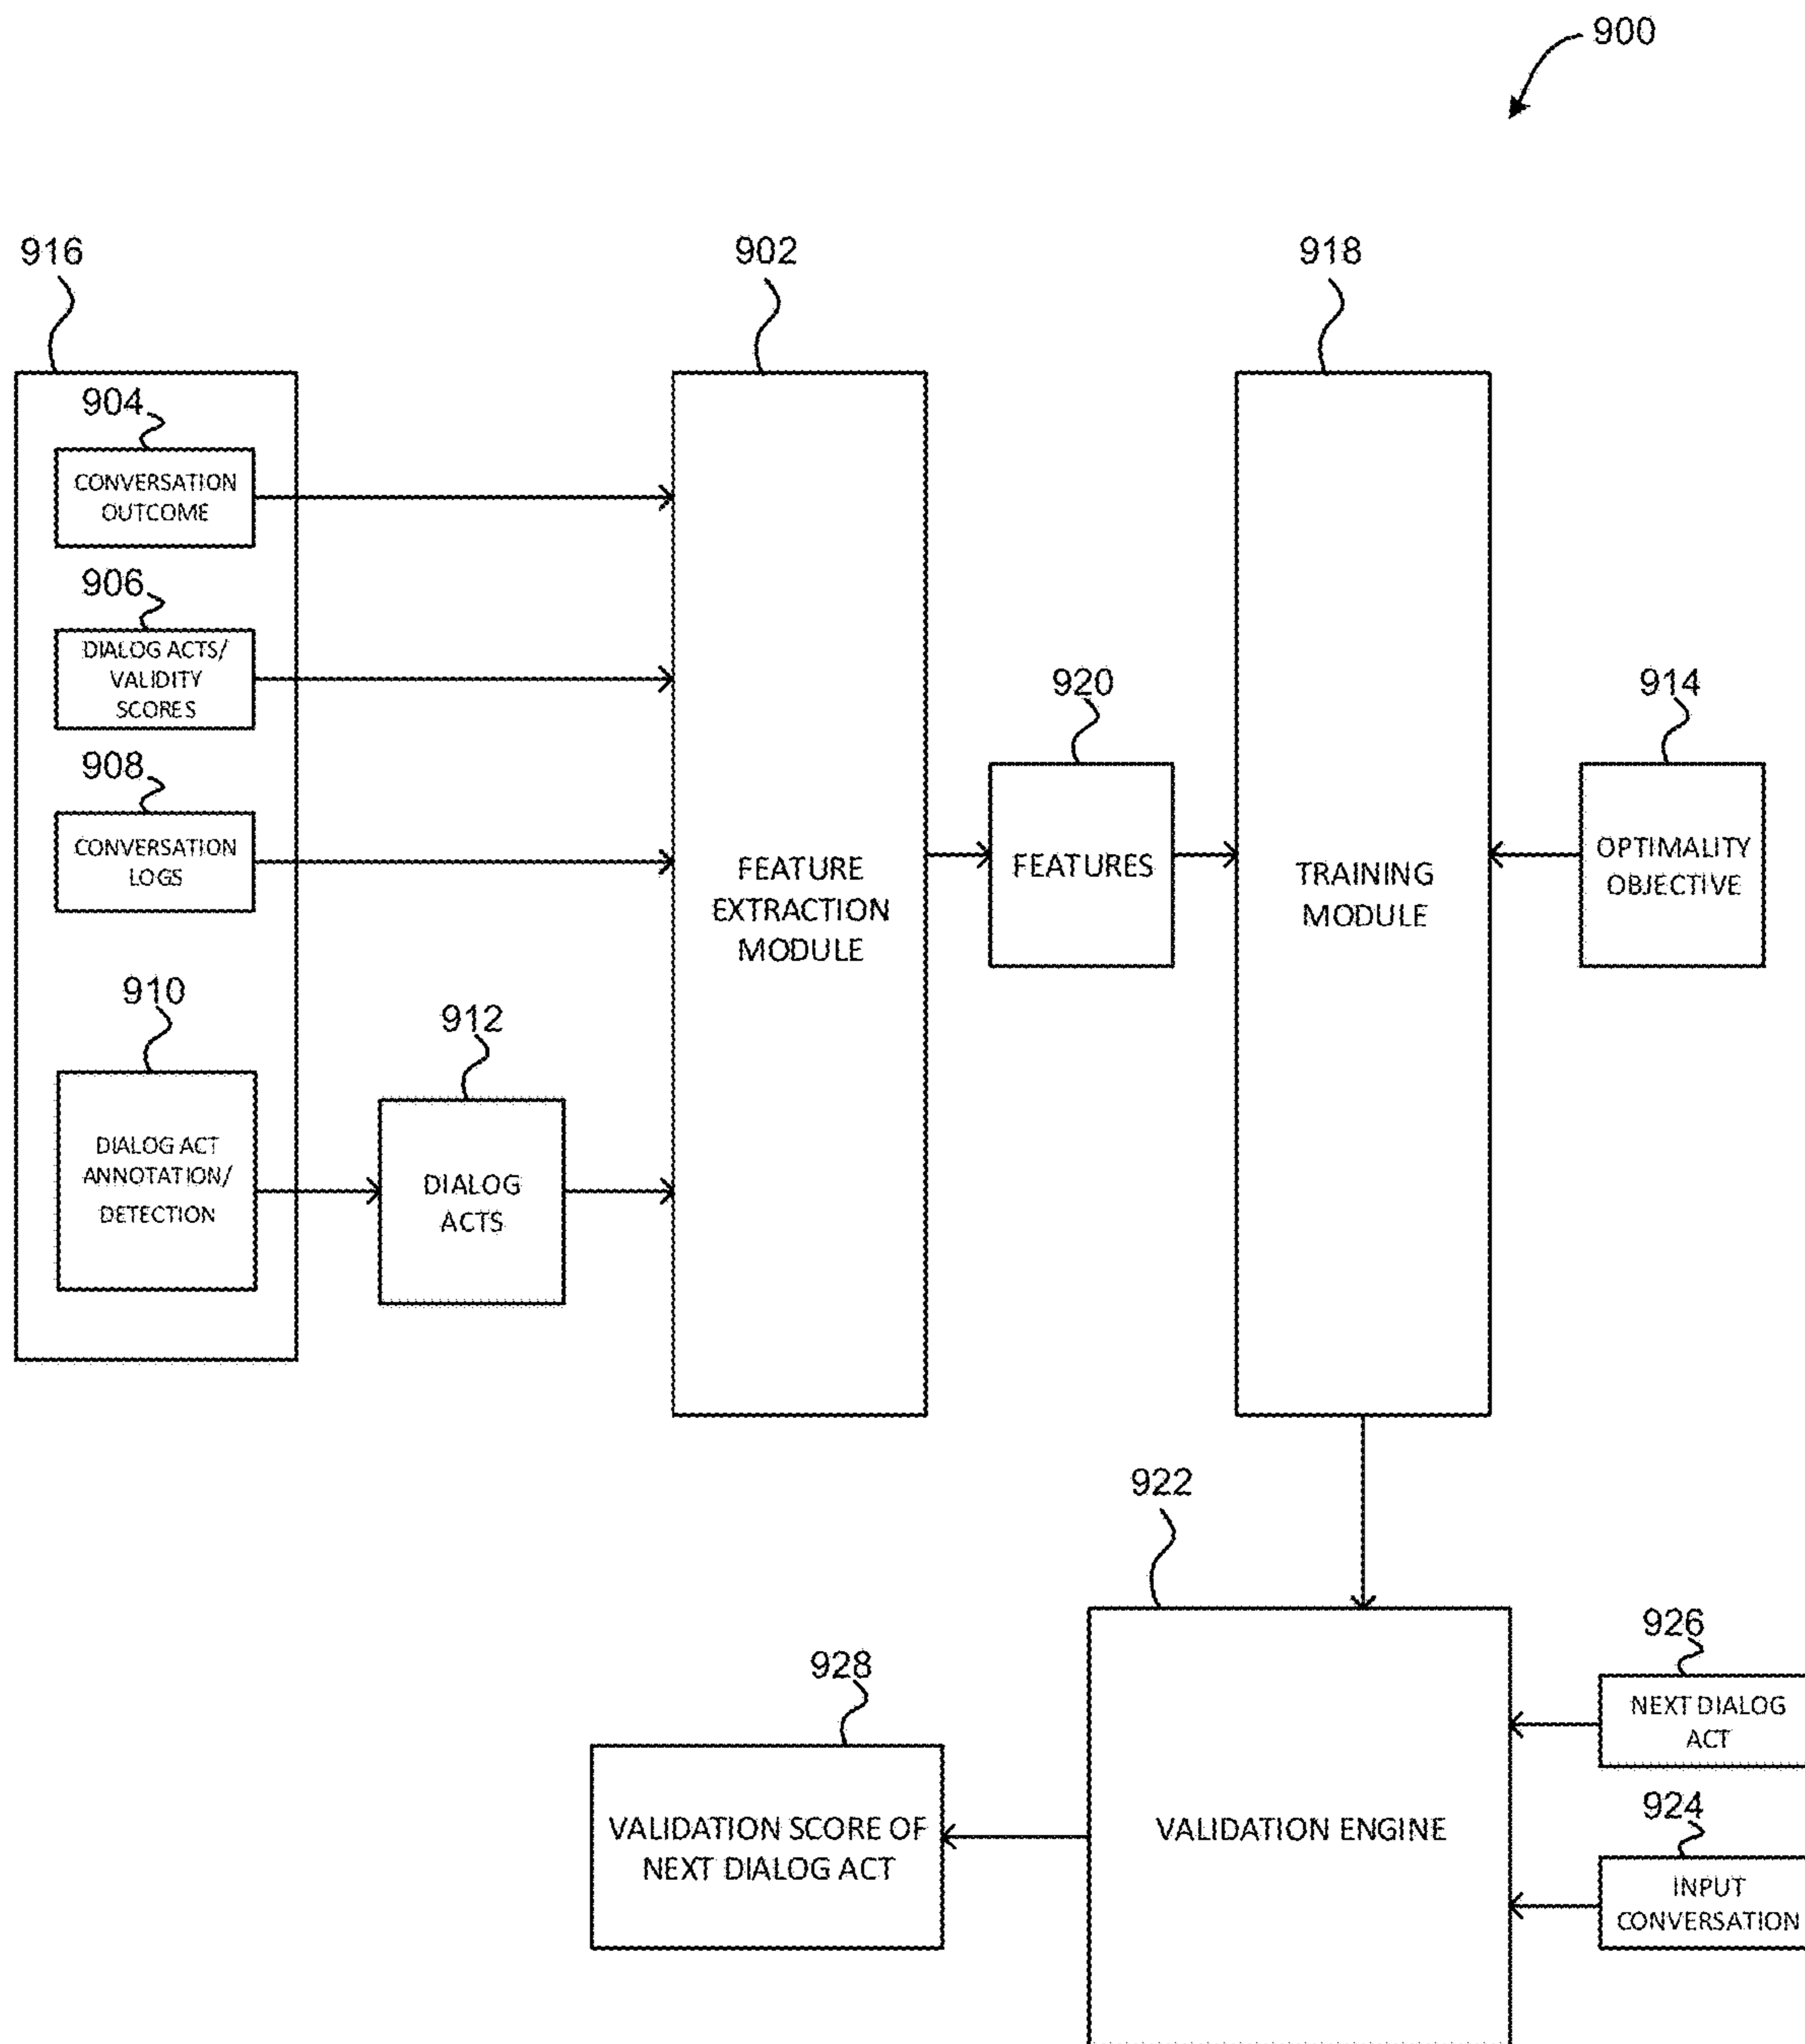 900
916
902
918
904
CONVERSATION
OUTCOME
906
DIALOG ACTS/
VALIDITY
SCORES
908
CONVERSATION
LOGS
910
DIALOG ACT
ANNOTATION/
DETECTION
912
DIALOG
ACTS
FEATURE
EXTRACTION
MODULE
920
FEATURES
TRAINING
MODULE
914
OPTIMALITY
OBJECTIVE
922
VALIDATION ENGINE
926
NEXT DIALOG
ACT
924
INPUT
CONVERSATION
928
VALIDATION SCORE OF
NEXT DIALOG ACT